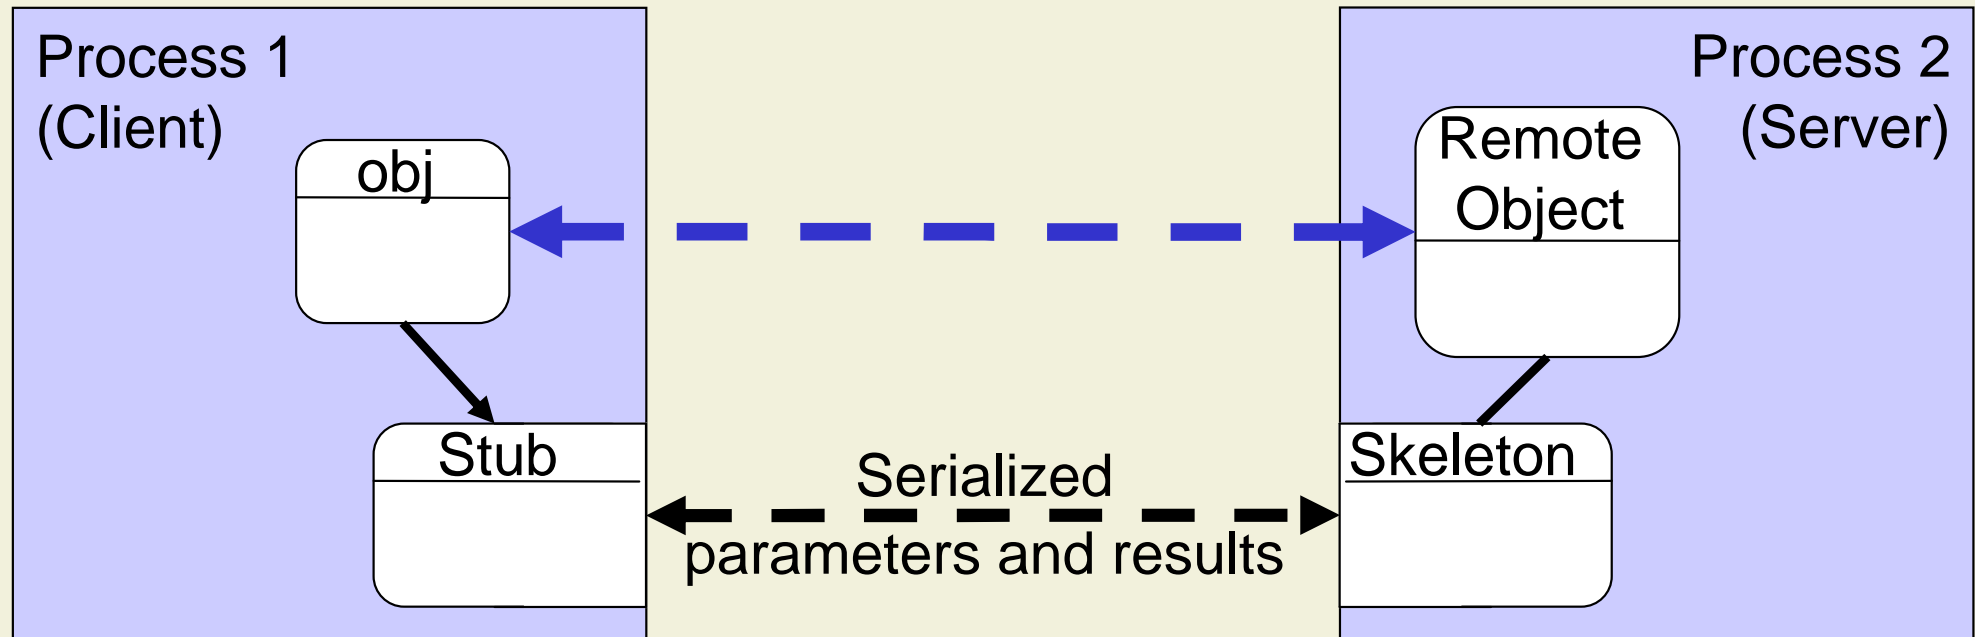 Process 1
(Client)
obj
Stub
Serialized
parameters and results
Process 2
(Server)
Remote
Object
Skeleton